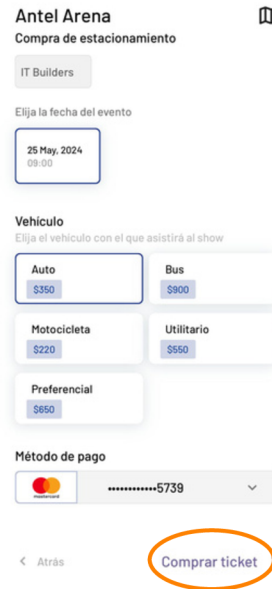 Antel Arena
Compra de estacionamiento
IT Builders
Elija la fecha del evento
25 May, 2024
09:00
Vehículo
Elija el vehículo con el que asistirá al show
Auto
$350
Bus
$900
Motocicleta
$220
Utilitario
$550
Preferencial
$650
Método de pago
mastercard
••••••••••••5739
Atrás
Comprar ticket